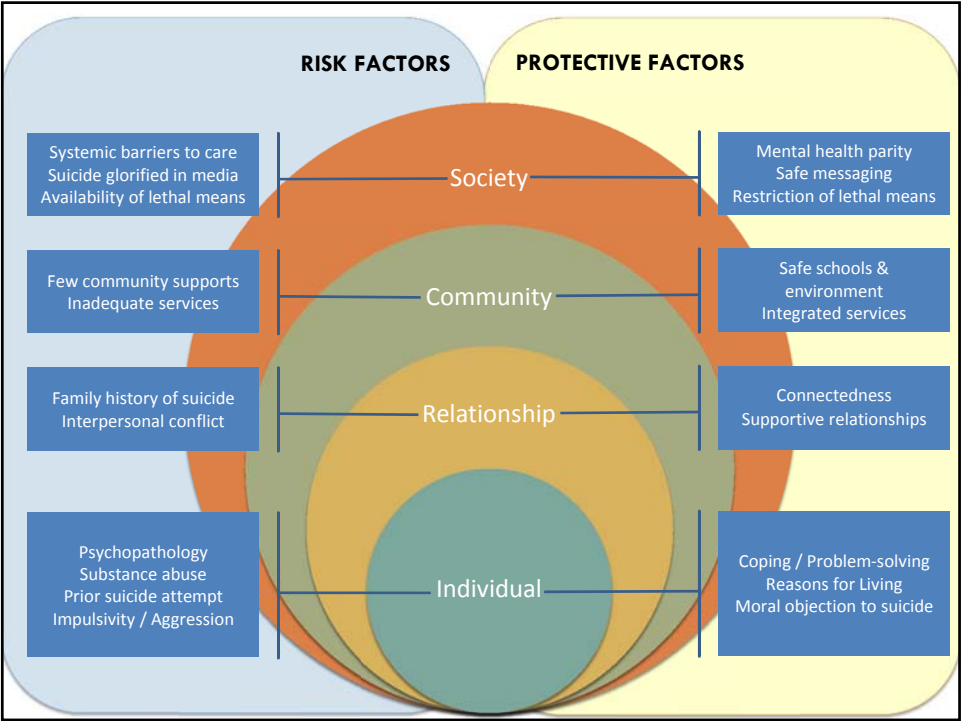 RISK FACTORS
PROTECTIVE FACTORS
Systemic barriers to care
Suicide glorified in media
Availability of lethal means
Society
Mental health parity
Safe messaging
Restriction of lethal means
Few community supports
Inadequate services
Community
Safe schools &
environment
Integrated services
Family history of suicide
Interpersonal conflict
Relationship
Connectedness
Supportive relationships
Psychopathology
Substance abuse
Prior suicide attempt
Impulsivity / Aggression
Individual
Coping / Problem-solving
Reasons for Living
Moral objection to suicide